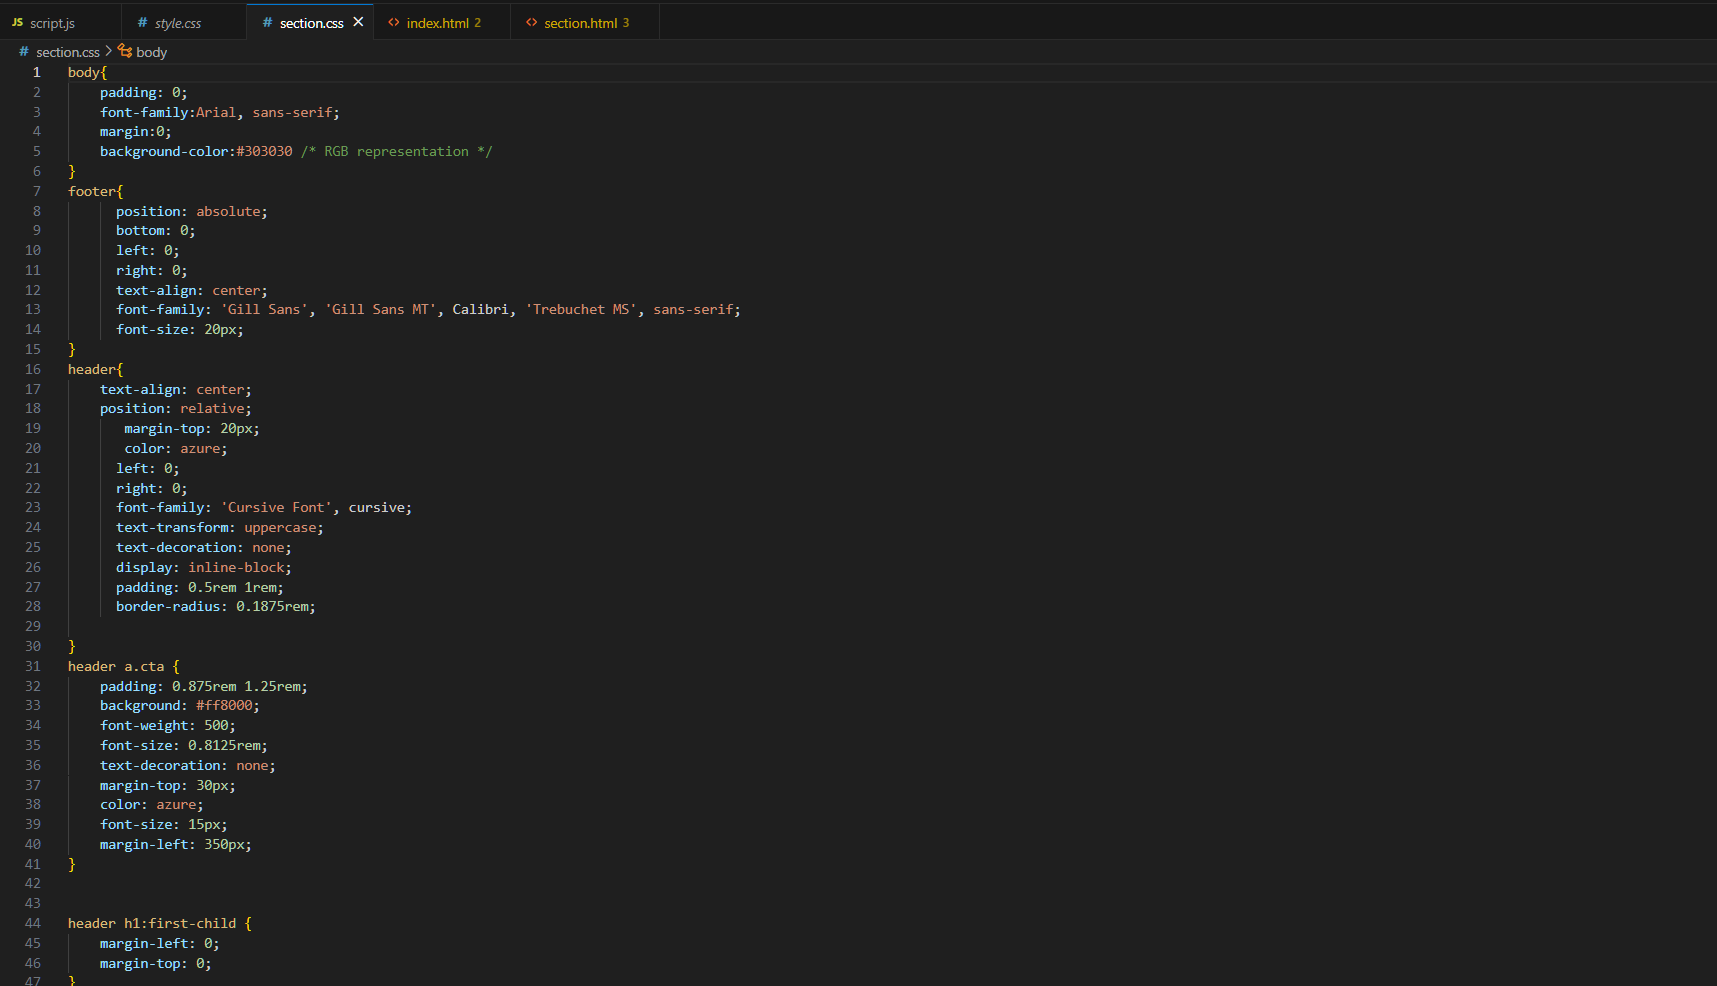 JS script.js # style.css # section.css × <> index.html 2 <> section.html 3
# section.css > body
1 body{
2 padding: 0;
3 font-family:Arial, sans-serif;
4 margin:0;
5 background-color:#303030 /* RGB representation */
6 }
7 footer{
8 position: absolute;
9 bottom: 0;
10 left: 0;
11 right: 0;
12 text-align: center;
13 font-family: 'Gill Sans', 'Gill Sans MT', Calibri, 'Trebuchet MS', sans-serif;
14 font-size: 20px;
15 }
16 header{
17 text-align: center;
18 position: relative;
19 margin-top: 20px;
20 color: azure;
21 left: 0;
22 right: 0;
23 font-family: 'Cursive Font', cursive;
24 text-transform: uppercase;
25 text-decoration: none;
26 display: inline-block;
27 padding: 0.5rem 1rem;
28 border-radius: 0.1875rem;
29
30 }
31 header a.cta {
32 padding: 0.875rem 1.25rem;
33 background: #ff8000;
34 font-weight: 500;
35 font-size: 0.8125rem;
36 text-decoration: none;
37 margin-top: 30px;
38 color: azure;
39 font-size: 15px;
40 margin-left: 350px;
41 }
42
43
44 header h1:first-child {
45 margin-left: 0;
46 margin-top: 0;
47 }